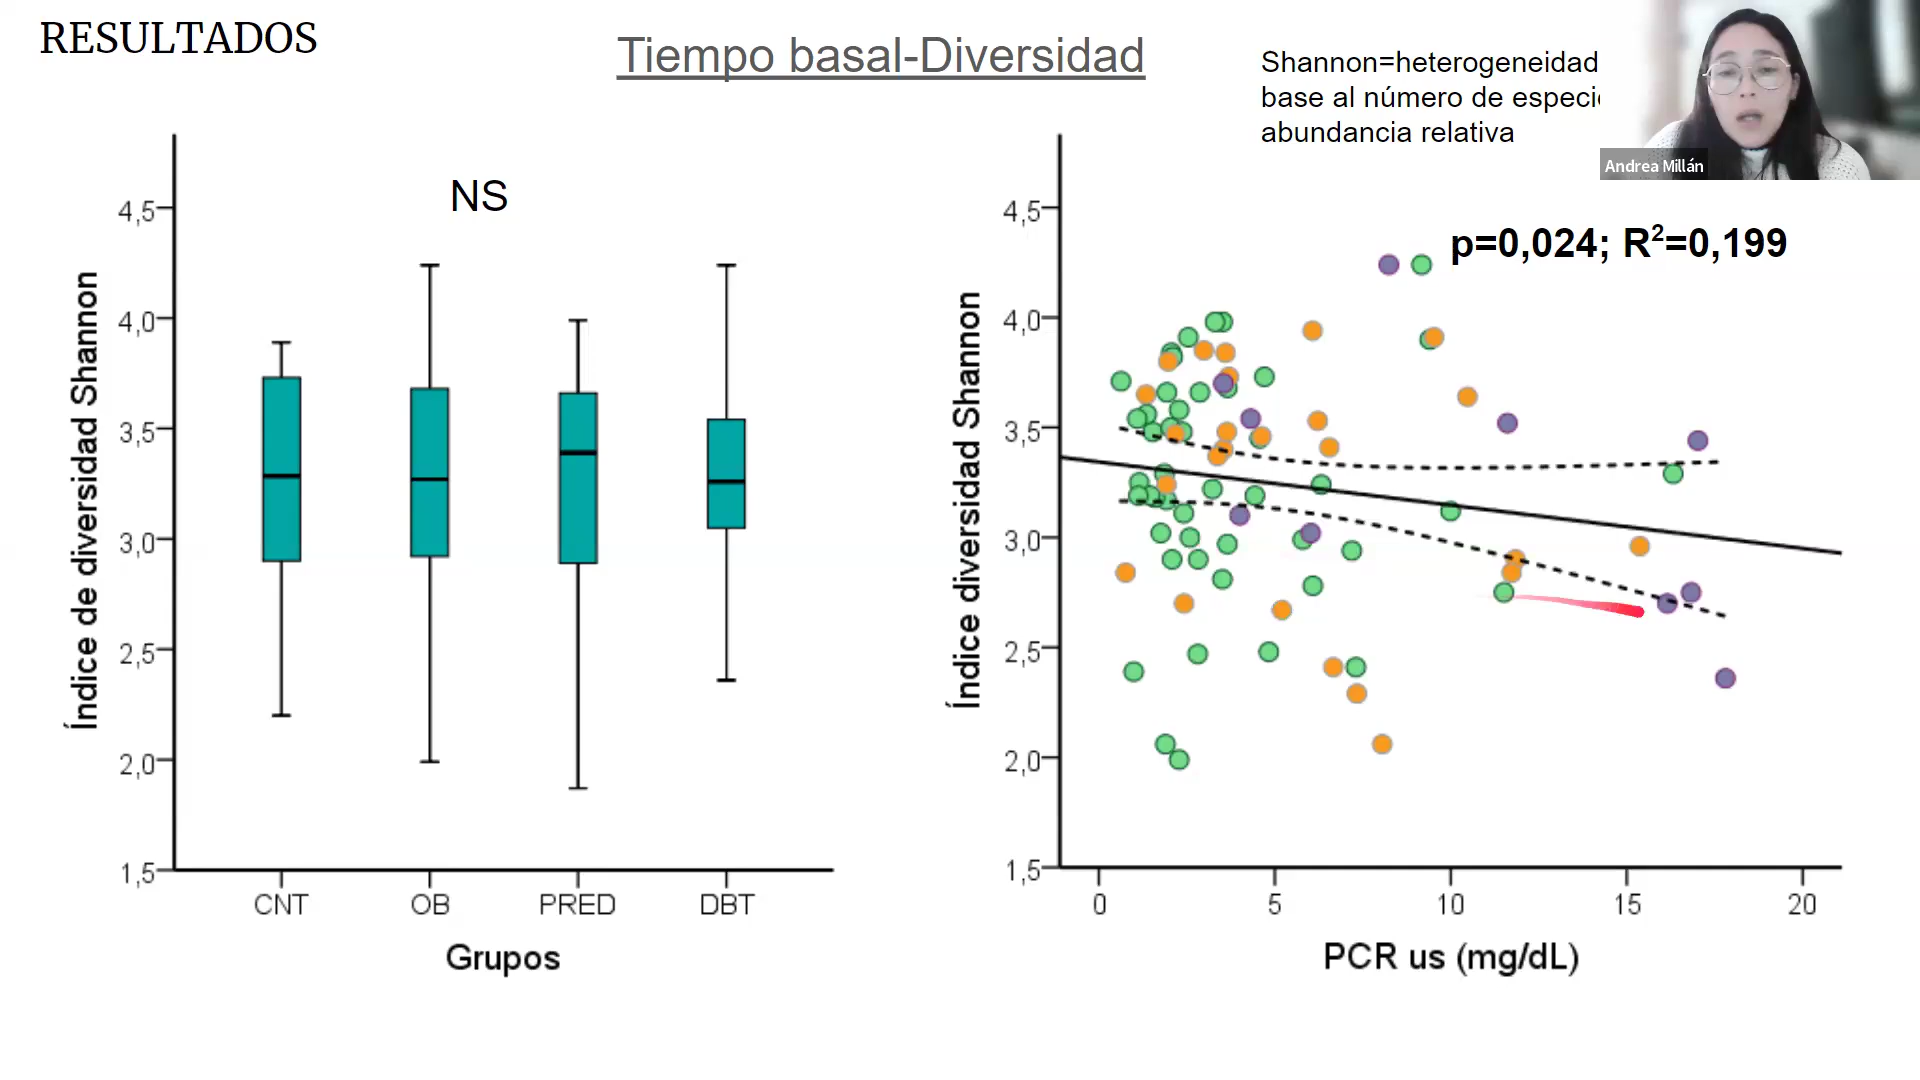 RESULTADOS
Tiempo basal-Diversidad
Shannon=heterogeneidad
base al número de
abundancia relativa
Andrea Millán
NS
4,5
4,0
3,5
3,0
2,5
2,0
1,5
Índice de diversidad Shannon
CNT OB PRED DBT
Grupos
p=0,024; R²=0,199
4,5
4,0
3,5
3,0
2,5
2,0
1,5
Índice diversidad Shannon
0 5 10 15 20
PCR us (mg/dL)